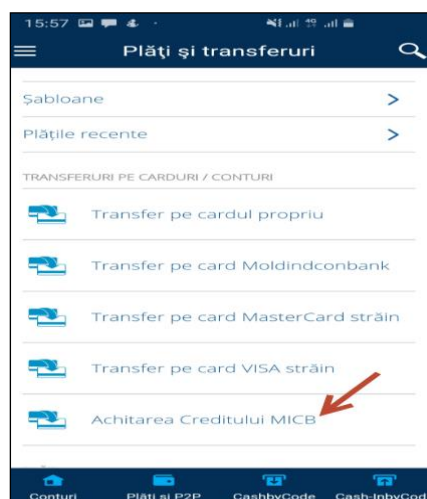 15:57
Plăţi şi transferuri
Şabloane
Plăţile recente
TRANSFERURI PE CARDURI / CONTURI
Transfer pe cardul propriu
Transfer pe card Moldindconbank
Transfer pe card MasterCard străin
Transfer pe card VISA străin
Achitarea Creditului MICB
Conturi Plăţi şi P2P CashbyCode Cash-InbyCod